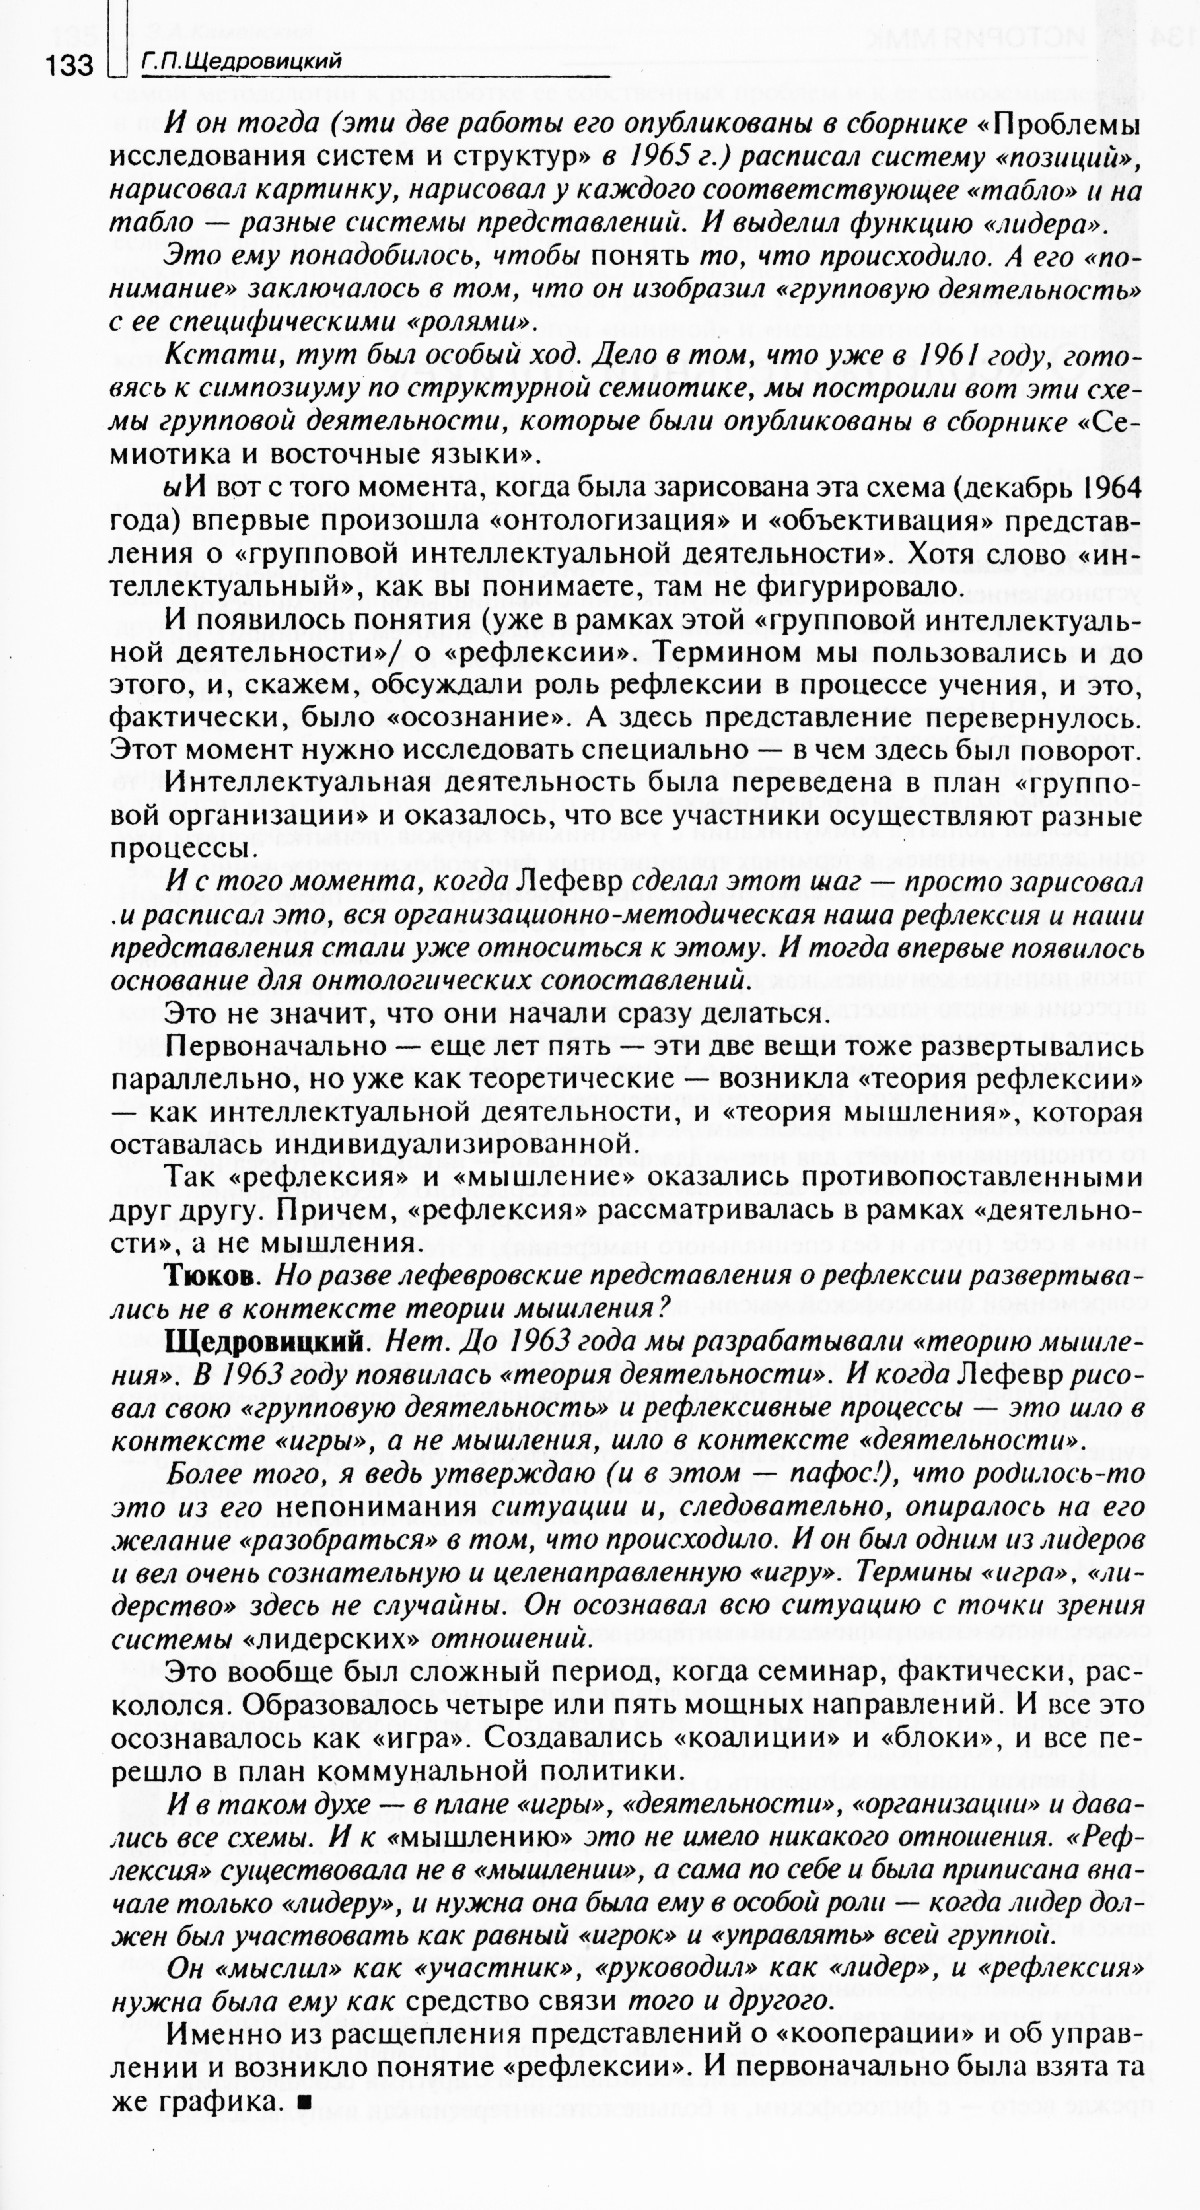 133 Г.П.Щедровицкий
И он тогда (эти две работы его опубликованы в сборнике «Проблемы
исследования систем и структур» в 1965 г.) расписал систему «позиций»,
нарисовал картинку, нарисовал у каждого соответствующее «табло» и на
табло — разные системы представлений. И выделил функцию «лидера».
Это ему понадобилось, чтобы понять то, что происходило. А его «по-
нимание» заключалось в том, что он изобразил «групповую деятельность»
с ее специфическими «ролями».
Кстати, тут был особый ход. Дело в том, что уже в 1961 году, гото-
вясь к симпозиуму по структурной семиотике, мы построили вот эти схе-
мы групповой деятельности, которые были опубликованы в сборнике «Се-
миотика и восточные языки».
ыИ вот с того момента, когда была зарисована эта схема (декабрь 1964
года) впервые произошла «онтологизация» и «объективация» представ-
ления о «групповой интеллектуальной деятельности». Хотя слово «ин-
теллектуальный», как вы понимаете, там не фигурировало.
И появилось понятия (уже в рамках этой «групповой интеллектуаль-
ной деятельности»/ о «рефлексии». Термином мы пользовались и до
этого, и, скажем, обсуждали роль рефлексии в процессе учения, и это,
фактически, было «осознание». А здесь представление перевернулось.
Этот момент нужно исследовать специально — в чем здесь был поворот.
Интеллектуальная деятельность была переведена в план «группо-
вой организации» и оказалось, что все участники осуществляют разные
процессы.
И с того момента, когда Лефевр сделал этот шаг — просто зарисовал
.и расписал это, вся организационно-методическая наша рефлексия и наши
представления стали уже относиться к этому. И тогда впервые появилось
основание для онтологических сопоставлений.
Это не значит, что они начали сразу делаться.
Первоначально — еще лет пять — эти две вещи тоже развертывались
параллельно, но уже как теоретические — возникла «теория рефлексии»
— как интеллектуальной деятельности, и «теория мышления», которая
оставалась индивидуализированной.
Так «рефлексия» и «мышление» оказались противопоставленными
друг другу. Причем, «рефлексия» рассматривалась в рамках «деятельно-
сти», а не мышления.
Тюков. Но разве лефевровские представления о рефлексии развертыва-
лись не в контексте теории мышления?
Щедровицкий. Нет. До 1963 года мы разрабатывали «теорию мышле-
ния». В 1963 году появилась «теория деятельности». И когда Лефевр рисо-
вал свою «групповую деятельность» и рефлексивные процессы — это шло в
контексте «игры», а не мышления, шло в контексте «деятельности».
Более того, я ведь утверждаю (и в этом — пафос!), что родилось-то
это из его непонимания ситуации и, следовательно, опиралось на его
желание «разобраться» в том, что происходило. И он был одним из лидеров
и вел очень сознательную и целенаправленную «игру». Термины «игра», «ли-
дерство» здесь не случайны. Он осознавал всю ситуацию с точки зрения
системы «лидерских» отношений.
Это вообще был сложный период, когда семинар, фактически, рас-
кололся. Образовалось четыре или пять мощных направлений. И все это
осознавалось как «игра». Создавались «коалиции» и «блоки», и все пе-
решло в план коммунальной политики.
И в таком духе — в плане «игры», «деятельности», «организации» и дава-
лись все схемы. И к «мышлению» это не имело никакого отношения. «Реф-
лексия» существовала не в «мышлении», а сама по себе и была приписана вна-
чале только «лидеру», и нужна она была ему в особой роли — когда лидер дол-
жен был участвовать как равный «игрок» и «управлять» всей группой.
Он «мыслил» как «участник», «руководил» как «лидер», и «рефлексия»
нужна была ему как средство связи того и другого.
Именно из расщепления представлений о «кооперации» и об управ-
лении и возникло понятие «рефлексии». И первоначально была взята та
же графика. ■